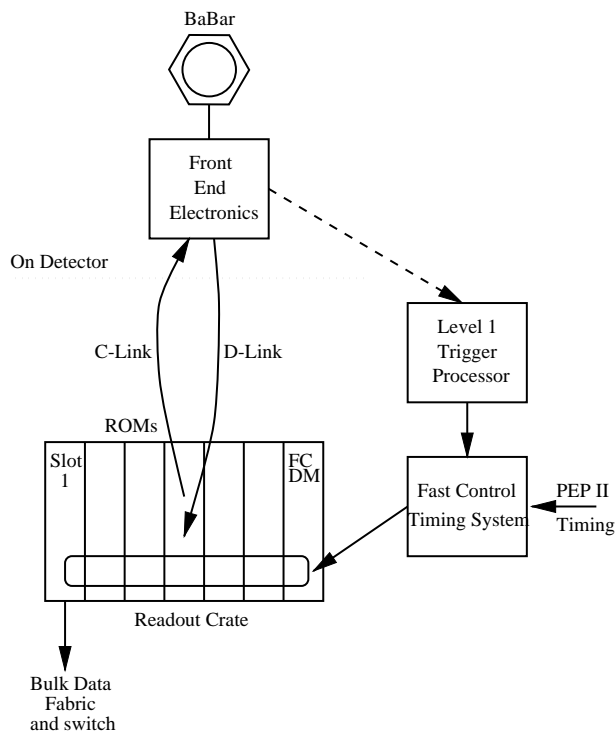 BaBar
Front
End
Electronics
On Detector
C-Link
D-Link
Level 1
Trigger
Processor
ROMs
Slot
1
FC
DM
Fast Control
Timing System
PEP II
Timing
Readout Crate
Bulk Data
Fabric
and switch